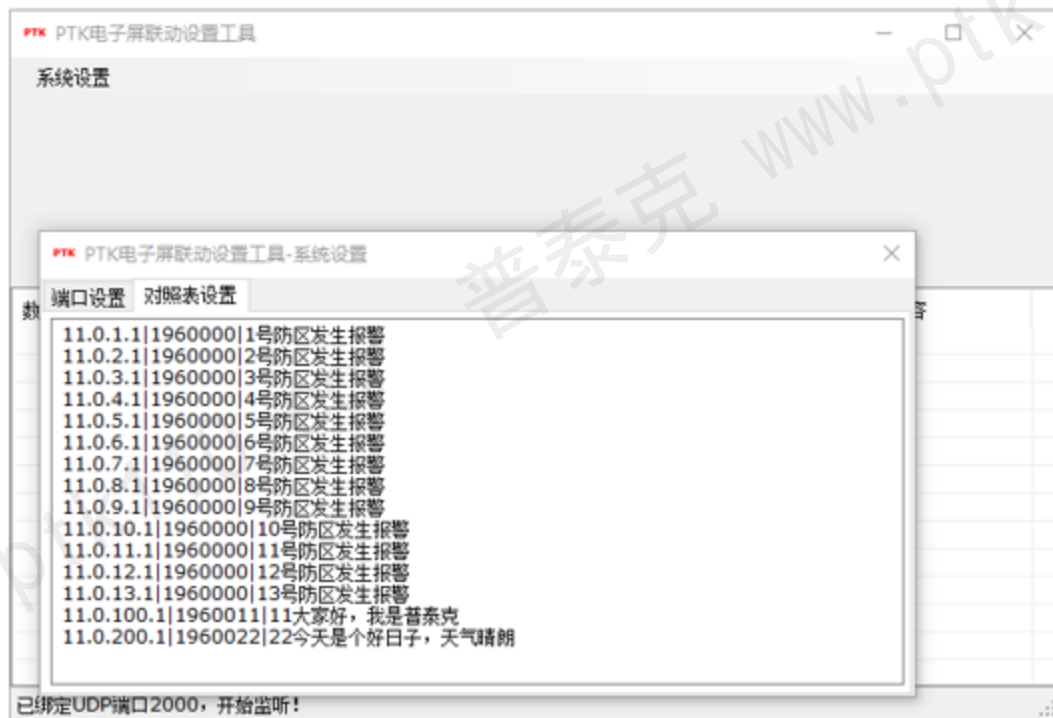 PTK PTK电子屏联动设置工具
系统设置
PTK PTK电子屏联动设置工具-系统设置
端口设置 对照表设置
数
容
11.0.1.1|1960000|1号防区发生报警
11.0.2.1|1960000|2号防区发生报警
11.0.3.1|1960000|3号防区发生报警
11.0.4.1|1960000|4号防区发生报警
11.0.5.1|1960000|5号防区发生报警
11.0.6.1|1960000|6号防区发生报警
11.0.7.1|1960000|7号防区发生报警
11.0.8.1|1960000|8号防区发生报警
11.0.9.1|1960000|9号防区发生报警
11.0.10.1|1960000|10号防区发生报警
11.0.11.1|1960000|11号防区发生报警
11.0.12.1|1960000|12号防区发生报警
11.0.13.1|1960000|13号防区发生报警
11.0.100.1|1960011|11大家好，我是普泰克
11.0.200.1|1960022|22今天是个好日子，天气晴朗
已绑定UDP端口2000，开始监听！
普泰克 www.ptk
ptk